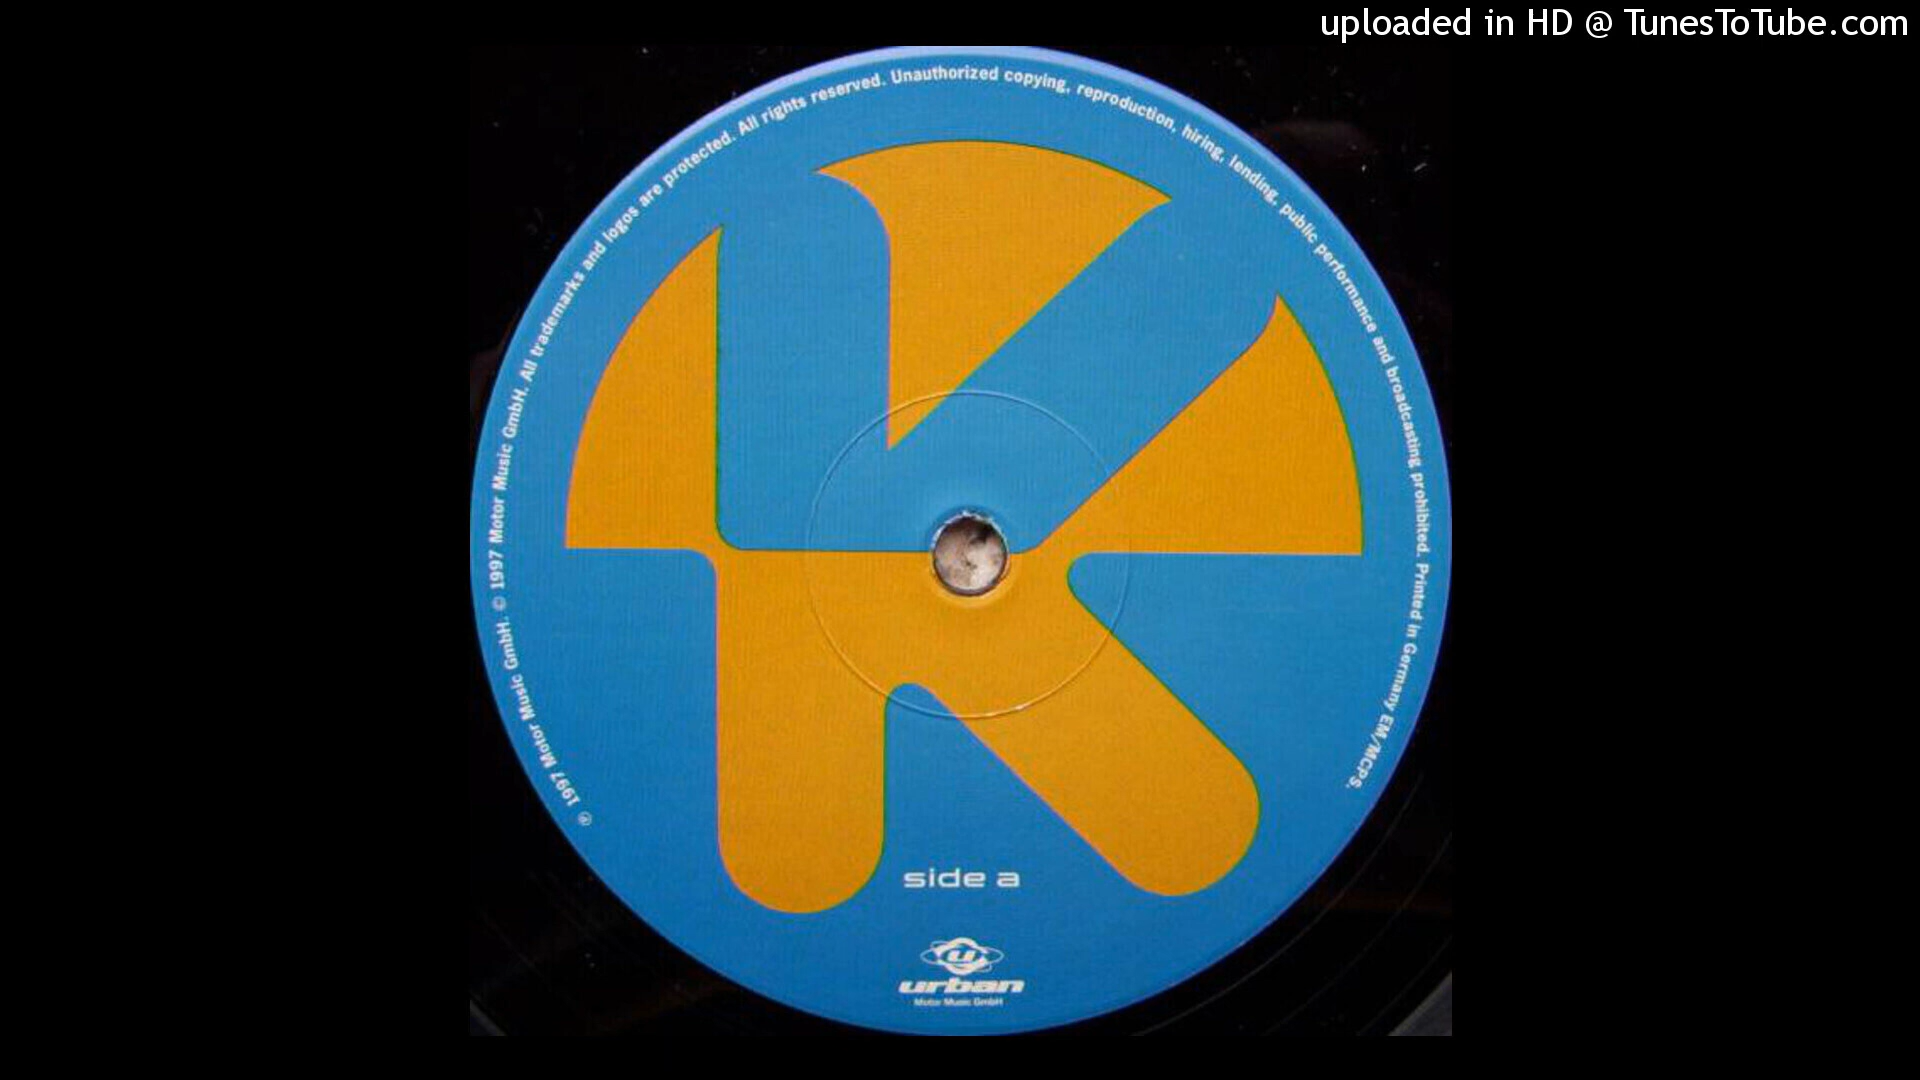 uploaded in HD @ TunesToTube.com
℗ 1997 Motor Music GmbH. © 1997 Motor Music GmbH. All trademarks and logos are protected. All rights reserved. Unauthorized copying, reproduction, hiring, lending, public performance and broadcasting prohibited. Printed in Germany EM/MCPS.
side a
u
urban
Motor Music GmbH